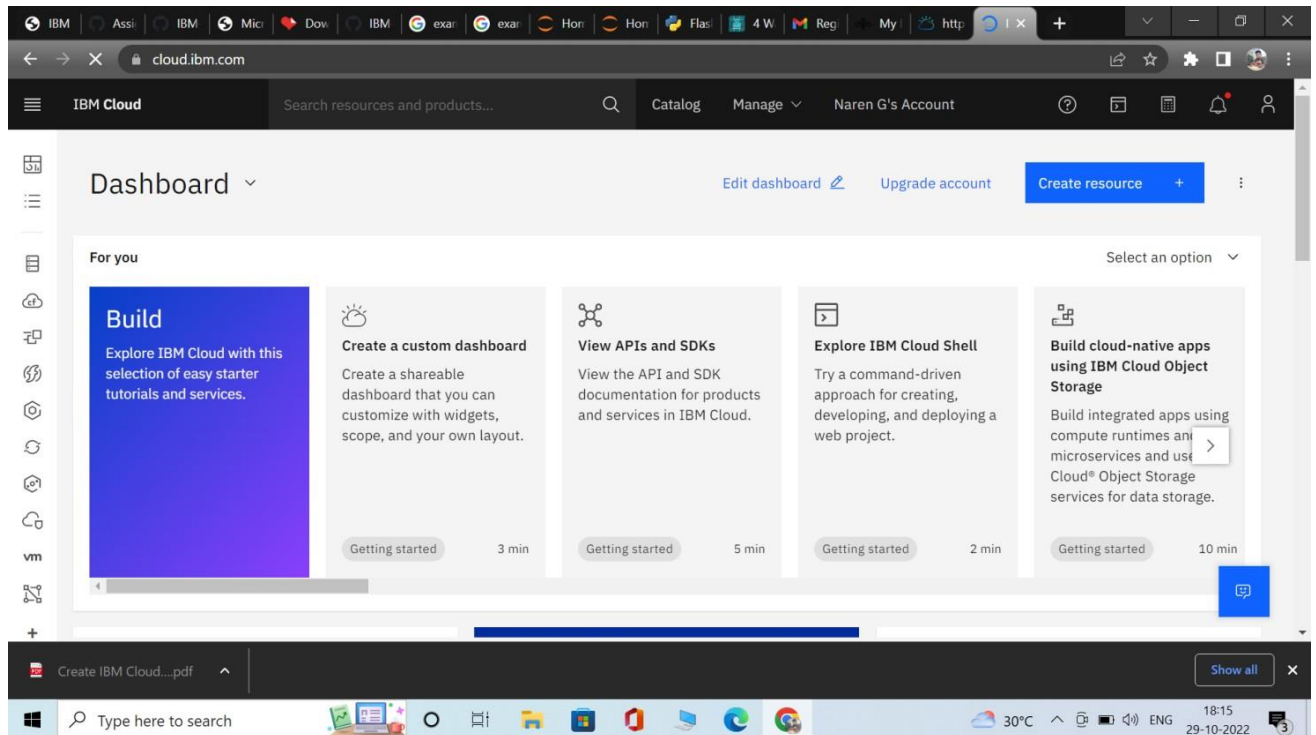 IBM
Assi
IBM
Micr
Dow
IBM
exan
exar
Hom
Hom
Flas
4 W
Reg
My
http
I
cloud.ibm.com
IBM Cloud
Search resources and products...
Catalog
Manage
Naren G's Account
Dashboard
Edit dashboard
Upgrade account
Create resource +
For you
Select an option
Build
Explore IBM Cloud with this
selection of easy starter
tutorials and services.
Create a custom dashboard
Create a shareable
dashboard that you can
customize with widgets,
scope, and your own layout.
Getting started
3 min
View APIs and SDKs
View the API and SDK
documentation for products
and services in IBM Cloud.
Getting started
5 min
Explore IBM Cloud Shell
Try a command-driven
approach for creating,
developing, and deploying a
web project.
Getting started
2 min
Build cloud-native apps
using IBM Cloud Object
Storage
Build integrated apps using
compute runtimes an
microservices and us
Cloud® Object Storage
services for data storage.
Getting started
10 min
cf
vm
Create IBM Cloud....pdf
Show all
Type here to search
30°C
ENG
18:15
29-10-2022
3